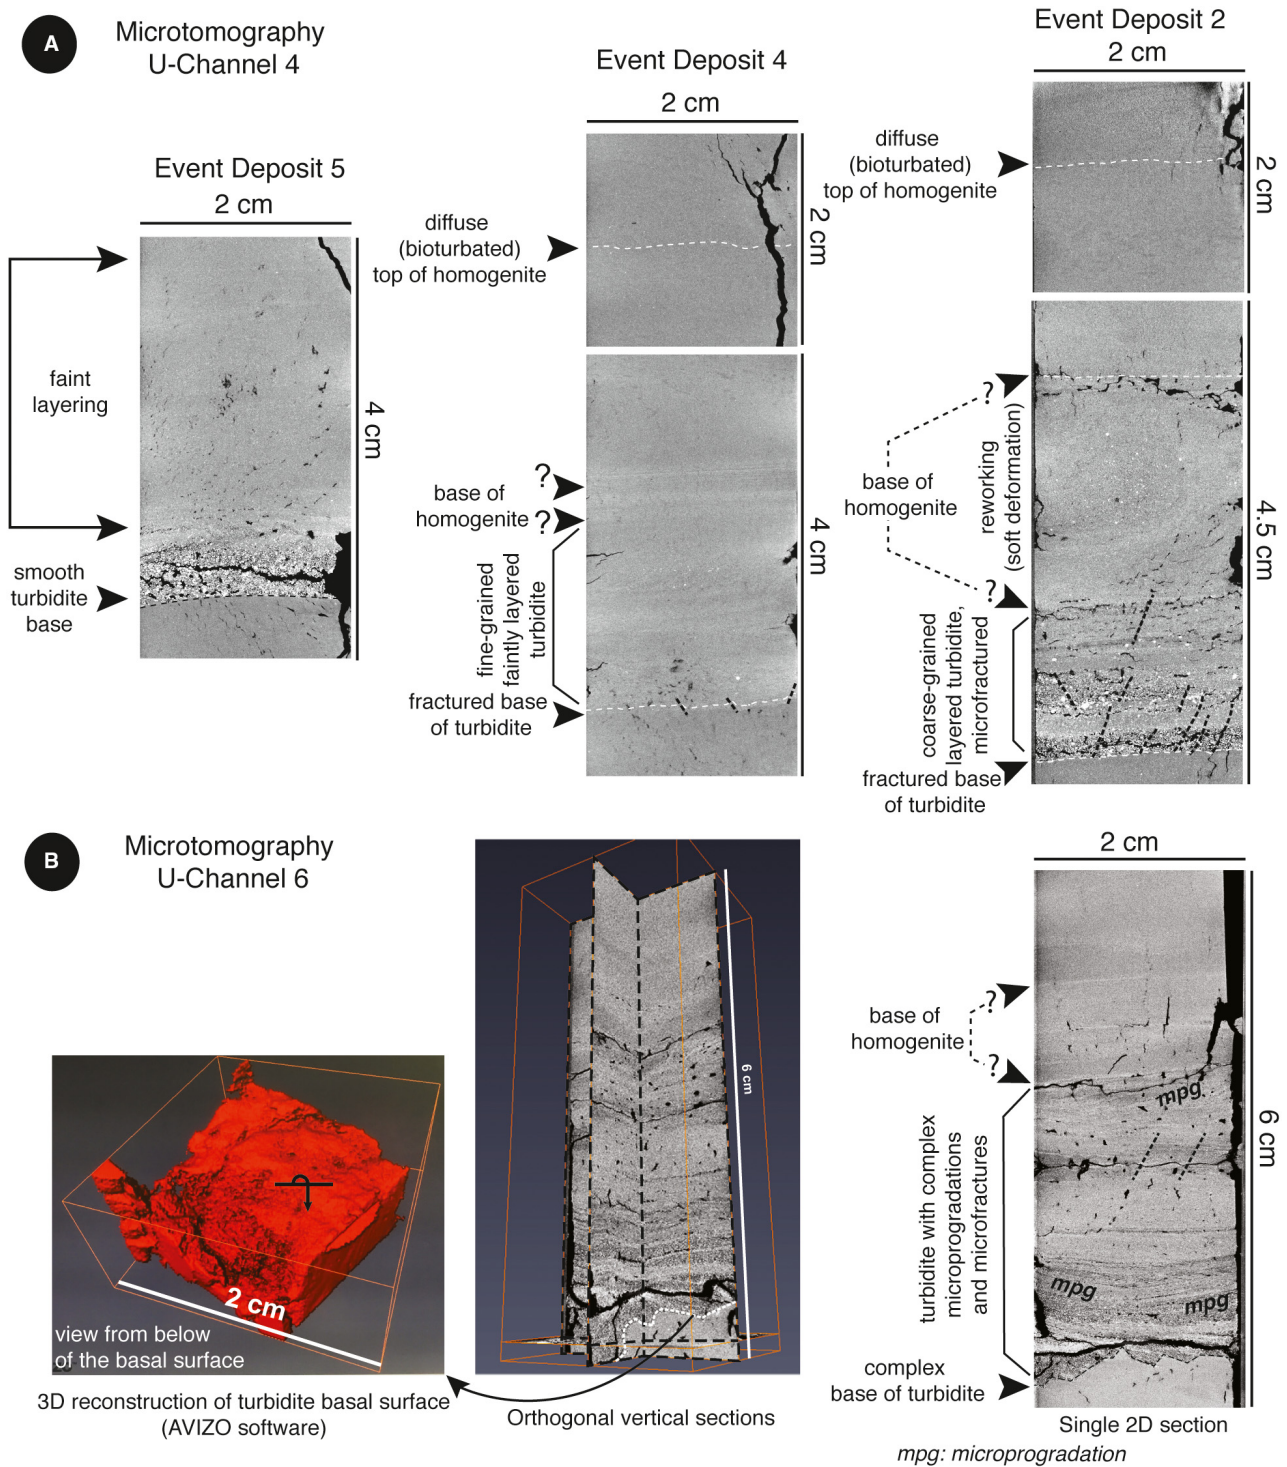 A
Microtomography
U-Channel 4
Event Deposit 5
2 cm
faint
layering
smooth
turbidite
base
4 cm
Event Deposit 4
2 cm
diffuse
(bioturbated)
top of homogenite
2 cm
?
base of
homogenite
?
fine-grained
faintly layered
turbidite
fractured base
of turbidite
4 cm
Event Deposit 2
2 cm
diffuse
(bioturbated)
top of homogenite
2 cm
?
reworking
(soft deformation)
base of
homogenite
?
coarse-grained
layered turbidite,
microfractured
fractured base
of turbidite
4.5 cm
B
Microtomography
U-Channel 6
2 cm
view from below
of the basal surface
3D reconstruction of turbidite basal surface
(AVIZO software)
6 cm
Orthogonal vertical sections
2 cm
?
base of
homogenite
?
mpg
turbidite with complex
microprogradations
and microfractures
mpg
mpg
complex
base of turbidite
6 cm
Single 2D section
mpg: microprogradation